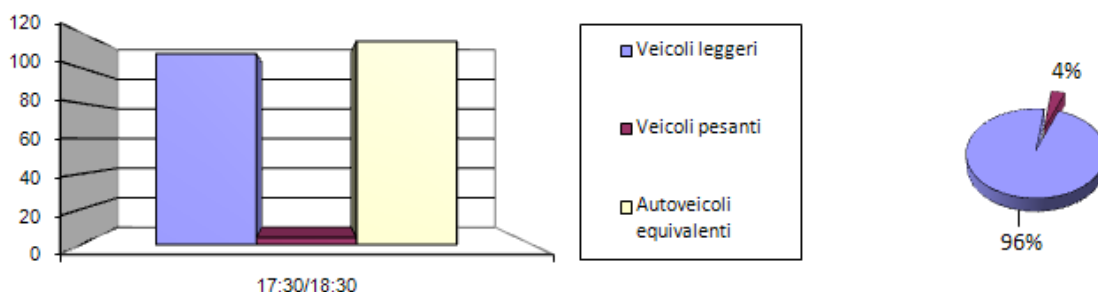 120
100
80
60
40
20
0
17:30/18:30
Veicoli leggeri
Veicoli pesanti
Autoveicoli
equivalenti
4%
96%